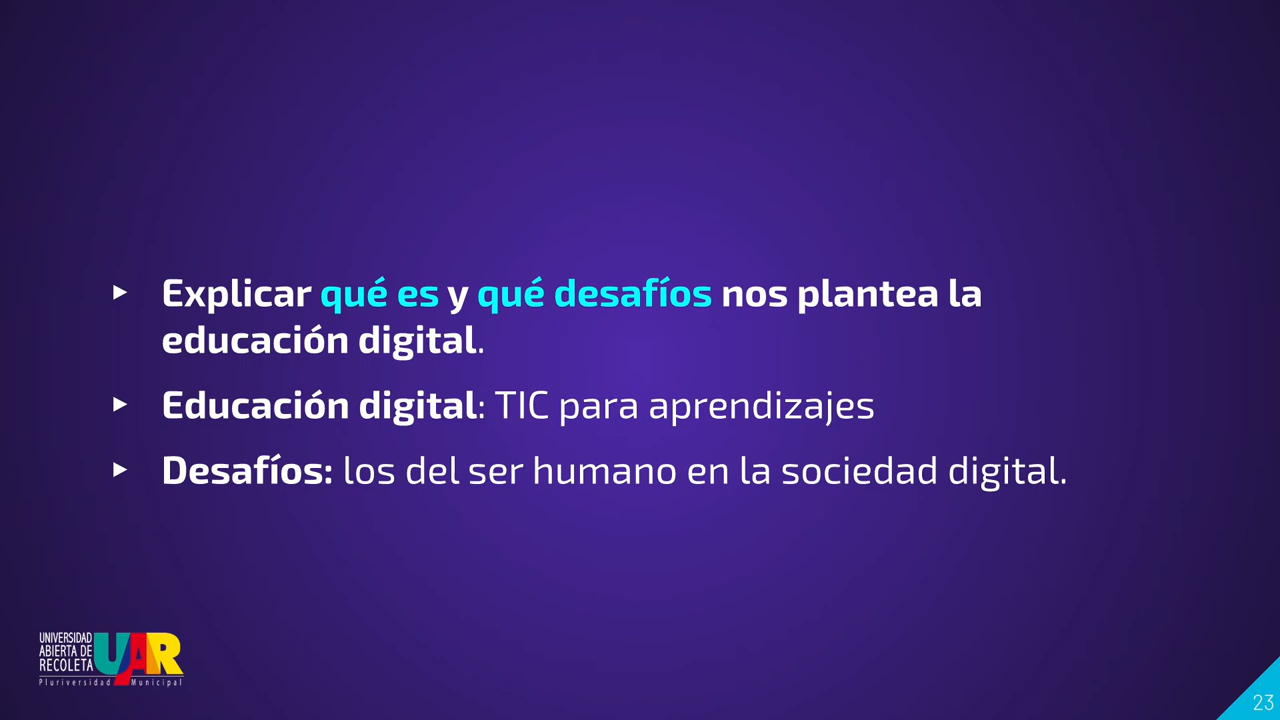 ▸ Explicar qué es y qué desafíos nos plantea la
educación digital.
▸ Educación digital: TIC para aprendizajes
▸ Desafíos: los del ser humano en la sociedad digital.
UNIVERSIDAD
ABIERTA DE
RECOLETA
UAR
Pluriversidad Municipal
23